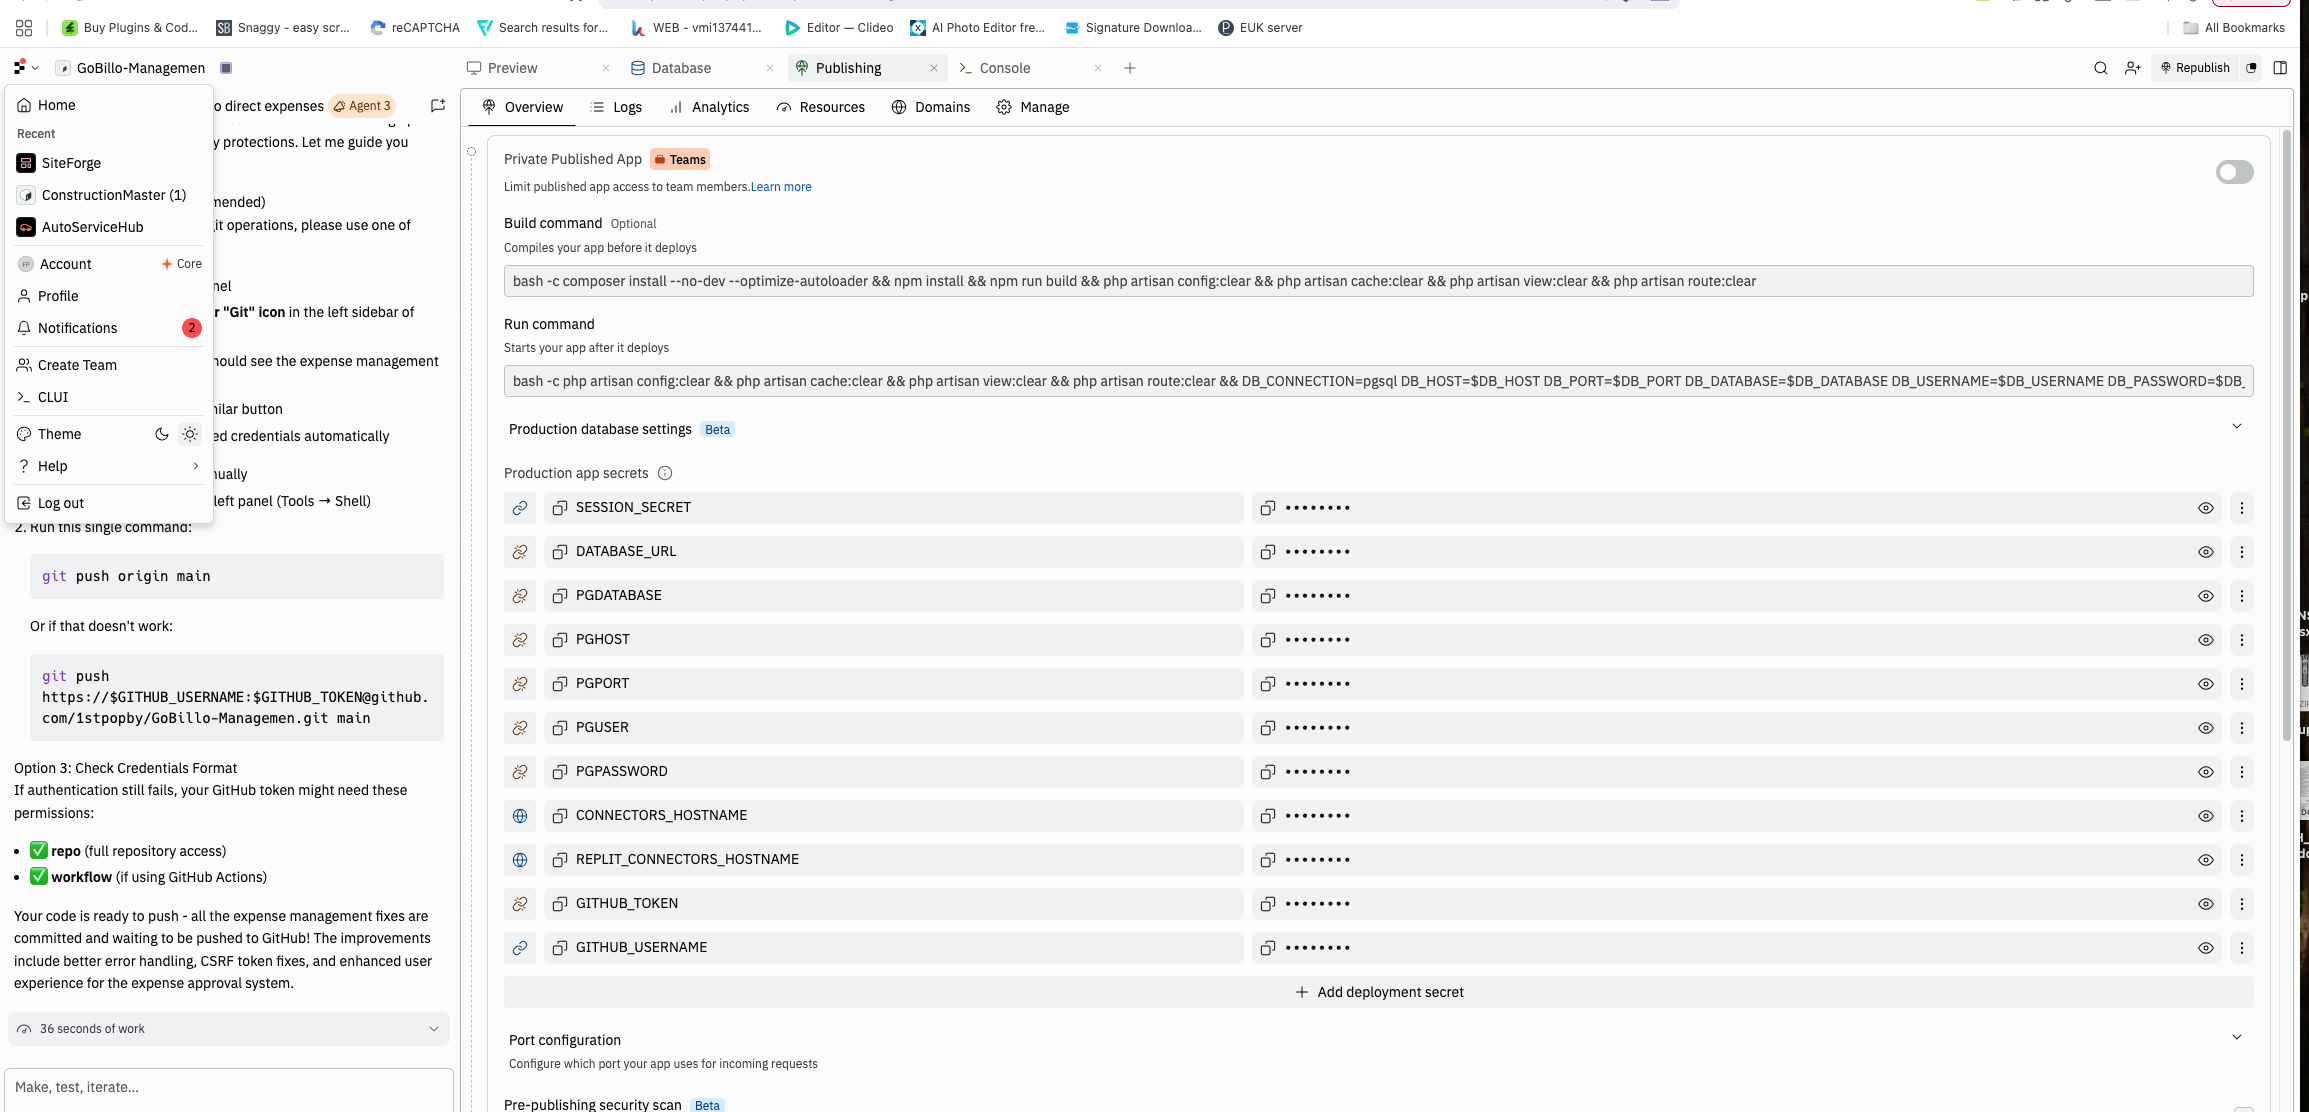 Buy Plugins & Cod...
Snaggy - easy scr...
reCAPTCHA
Search results for...
WEB - vmi137441...
Editor — Clideo
AI Photo Editor fre...
Signature Downloa...
EUK server
All Bookmarks
GoBillo-Managemen
Preview
Database
Publishing
Console
Republish
Home
Recent
SiteForge
ConstructionMaster (1)
AutoServiceHub
Account
Core
Profile
Notifications
2
Create Team
CLUI
Theme
Help
Log out
o direct expenses
Agent 3
y protections. Let me guide you
mended)
it operations, please use one of
nel
r "Git" icon in the left sidebar of
hould see the expense management
nilar button
ed credentials automatically
nually
left panel (Tools → Shell)
2. Run this single command:
git push origin main
Or if that doesn't work:
git push
https://$GITHUB_USERNAME:$GITHUB_TOKEN@github.
com/1stpopby/GoBillo-Managemen.git main
Option 3: Check Credentials Format
If authentication still fails, your GitHub token might need these
permissions:
• ✅ repo (full repository access)
• ✅ workflow (if using GitHub Actions)
Your code is ready to push - all the expense management fixes are
committed and waiting to be pushed to GitHub! The improvements
include better error handling, CSRF token fixes, and enhanced user
experience for the expense approval system.
36 seconds of work
Make, test, iterate...
Overview
Logs
Analytics
Resources
Domains
Manage
Private Published App
Teams
Limit published app access to team members.Learn more
Build command Optional
Compiles your app before it deploys
bash -c composer install --no-dev --optimize-autoloader && npm install && npm run build && php artisan config:clear && php artisan cache:clear && php artisan view:clear && php artisan route:clear
Run command
Starts your app after it deploys
bash -c php artisan config:clear && php artisan cache:clear && php artisan view:clear && php artisan route:clear && DB_CONNECTION=pgsql DB_HOST=$DB_HOST DB_PORT=$DB_PORT DB_DATABASE=$DB_DATABASE DB_USERNAME=$DB_USERNAME DB_PASSWORD=$DB_
Production database settings Beta
Production app secrets
SESSION_SECRET ••••••••
DATABASE_URL ••••••••
PGDATABASE ••••••••
PGHOST ••••••••
PGPORT ••••••••
PGUSER ••••••••
PGPASSWORD ••••••••
CONNECTORS_HOSTNAME ••••••••
REPLIT_CONNECTORS_HOSTNAME ••••••••
GITHUB_TOKEN ••••••••
GITHUB_USERNAME ••••••••
Add deployment secret
Port configuration
Configure which port your app uses for incoming requests
Pre-publishing security scan Beta